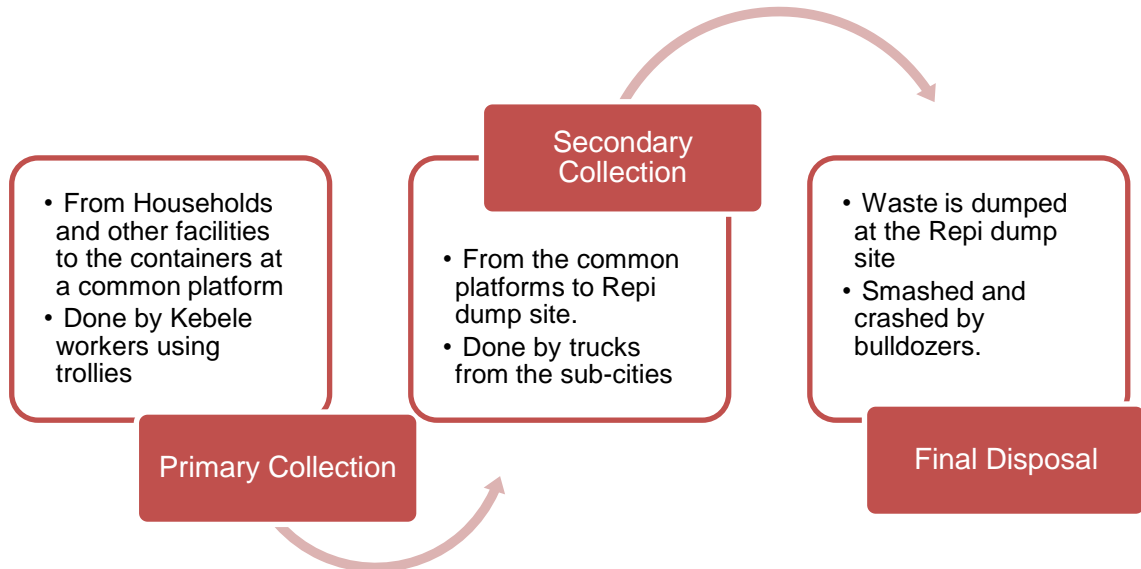 • From Households
and other facilities
to the containers at
a common platform
• Done by Kebele
workers using
trollies
Primary Collection
Secondary
Collection
• From the common
platforms to Repi
dump site.
• Done by trucks
from the sub-cities
• Waste is dumped
at the Repi dump
site
• Smashed and
crashed by
bulldozers.
Final Disposal